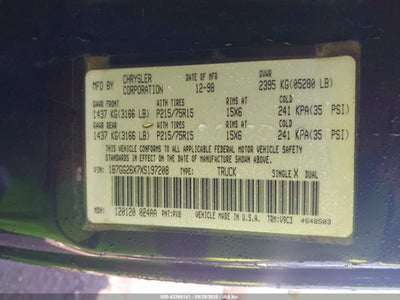 MFD BY CHRYSLER CORPORATION DATE OF MFR 12-98 GVWR 2395 KG(05280 LB)
GAWR FRONT WITH TIRES RIMS AT COLD
1437 KG(3166 LB) P215/75R15 15X6 241 KPA(35 PSI)
GAWR REAR WITH TIRES RIMS AT COLD
1437 KG(3166 LB) P215/75R15 15X6 241 KPA(35 PSI)
THIS VEHICLE CONFORMS TO ALL APPLICABLE FEDERAL MOTOR VEHICLE SAFETY
STANDARDS IN EFFECT ON THE DATE OF MANUFACTURE SHOWN ABOVE.
VIN: 1B7GG26X7XS197208 TYPE: TRUCK SINGLE X DUAL
MDH: 120120 024AA PNT:PX8 VEHICLE MADE IN U.S.A. TRM:V9C3 4648503